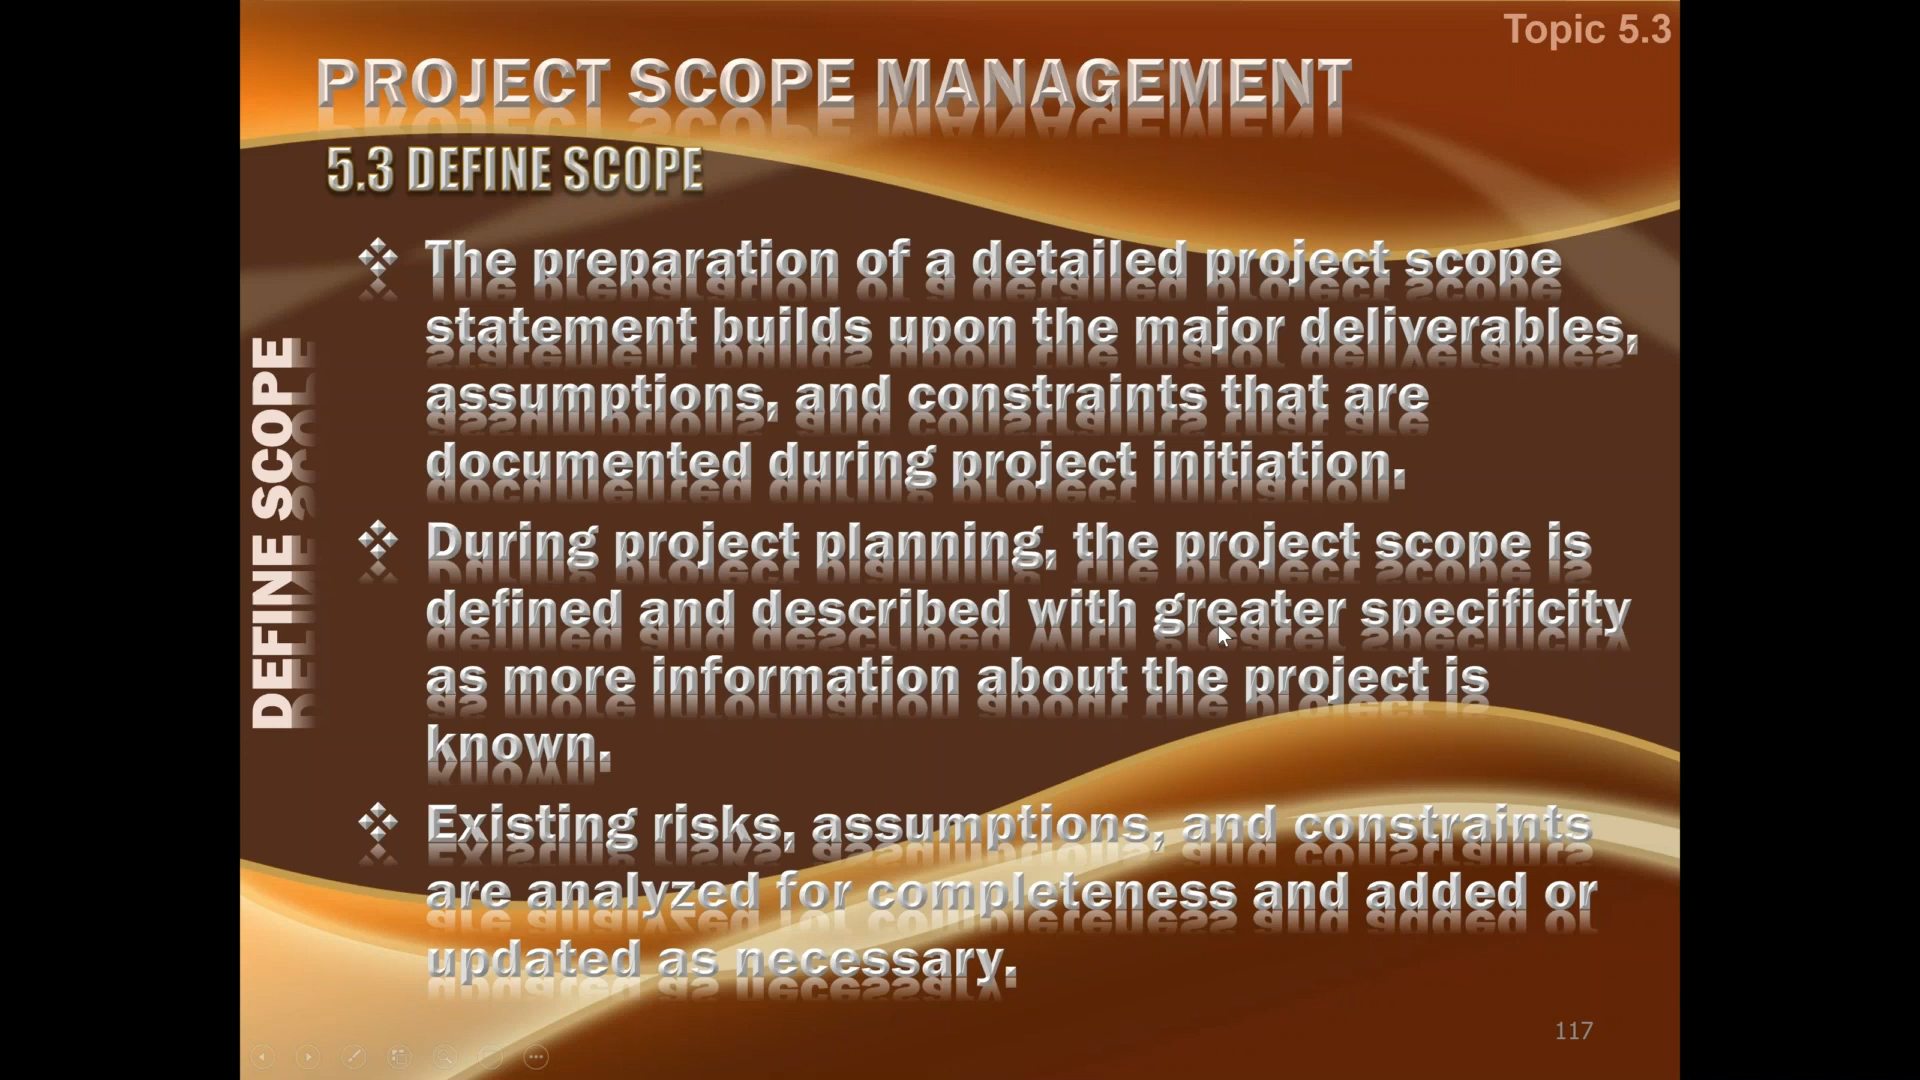 Topic 5.3
PROJECT SCOPE MANAGEMENT
5.3 DEFINE SCOPE
DEFINE SCOPE
❖ The preparation of a detailed project scope
statement builds upon the major deliverables,
assumptions, and constraints that are
documented during project initiation.
❖ During project planning, the project scope is
defined and described with greater specificity
as more information about the project is
known.
❖ Existing risks, assumptions, and constraints
are analyzed for completeness and added or
updated as necessary.
117